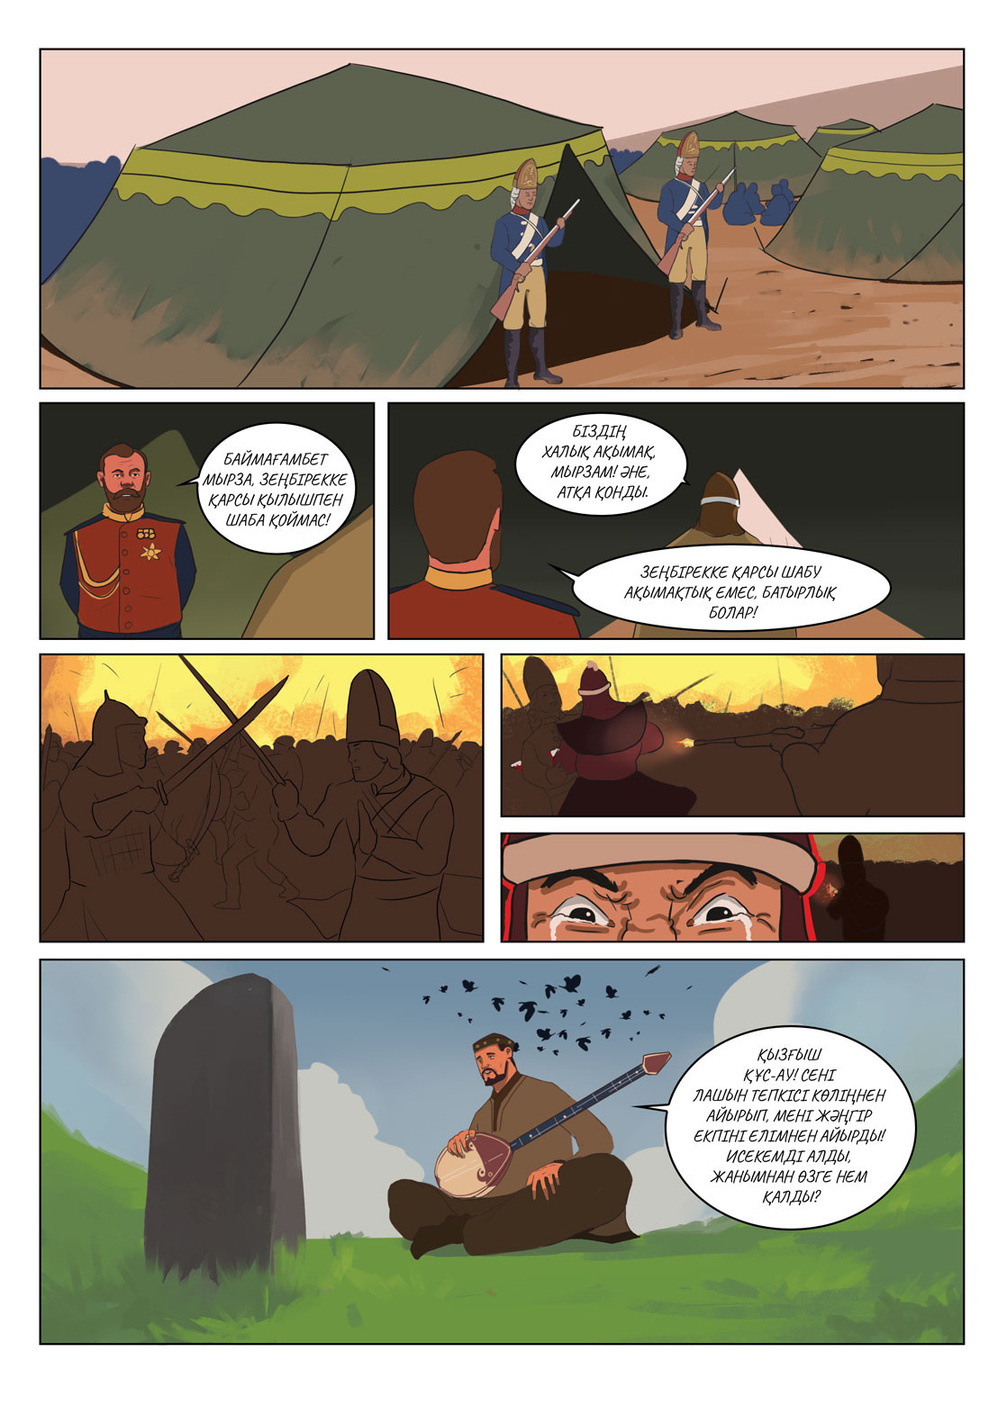 БАЙМАҒАМБЕТ
МЫРЗА, ЗЕҢБІРЕККЕ
ҚАРСЫ ҚЫЛЫШПЕН
ШАБА ҚОЙМАС!
БІЗДІҢ
ХАЛЫҚ АҚЫМАҚ,
МЫРЗАМ! ӘНЕ,
АТҚА ҚОНДЫ.
ЗЕҢБІРЕККЕ ҚАРСЫ ШАБУ
АҚЫМАҚТЫҚ ЕМЕС, БАТЫРЛЫҚ
БОЛАР!
ҚЫЗҒЫШ
ҚҰС-АУ! СЕНІ
ЛАШЫН ТЕПКІСІ КӨЛІҢНЕН
АЙЫРЫП, МЕНІ ЖӘҢГІР
ЕКПІНІ ЕЛІМНЕН АЙЫРДЫ!
ИСЕКЕМДІ АЛДЫ,
ЖАНЫМНАН ӨЗГЕ НЕМ
ҚАЛДЫ?